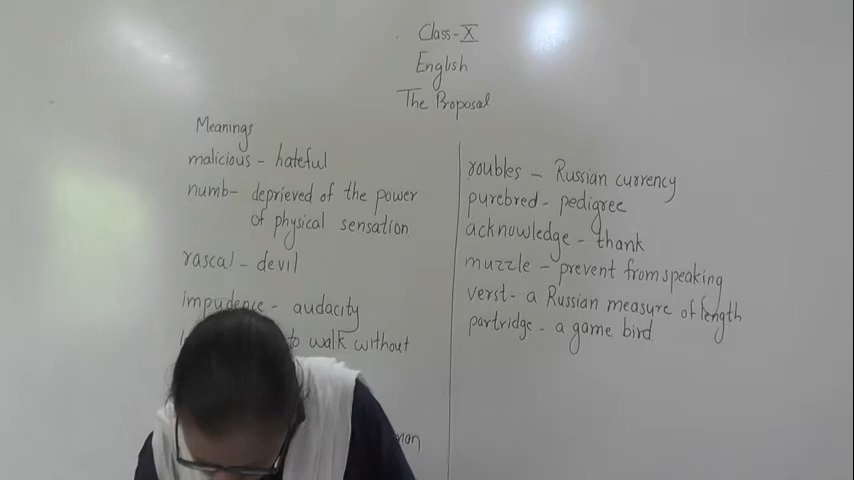 Class-X
English
The Proposal
Meanings
malicious - hateful
numb- deprieved of the power
of physical sensation
rascal - devil
impudence - audacity
to walk without
roubles - Russian currency
purebred - pedigree
acknowledge - thank
muzzle - prevent from speaking
verst - a Russian measure of length
partridge - a game bird